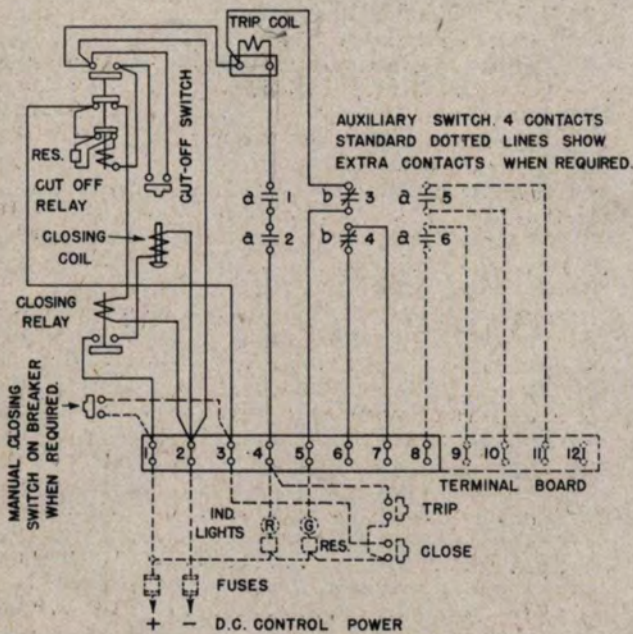 TRIP COIL
AUXILIARY SWITCH. 4 CONTACTS
STANDARD DOTTED LINES SHOW
EXTRA CONTACTS WHEN REQUIRED.
CUT-OFF SWITCH
RES.
CUT OFF
RELAY
CLOSING
COIL
CLOSING
RELAY
a 1
b 3
a 5
a 2
b 4
a 6
MANUAL CLOSING
SWITCH ON BREAKER
WHEN REQUIRED.
1 2 3 4 5 6 7 8 9 10 11 12
TERMINAL BOARD
IND.
LIGHTS
R
G
RES.
TRIP
CLOSE
FUSES
+ − D.C. CONTROL POWER